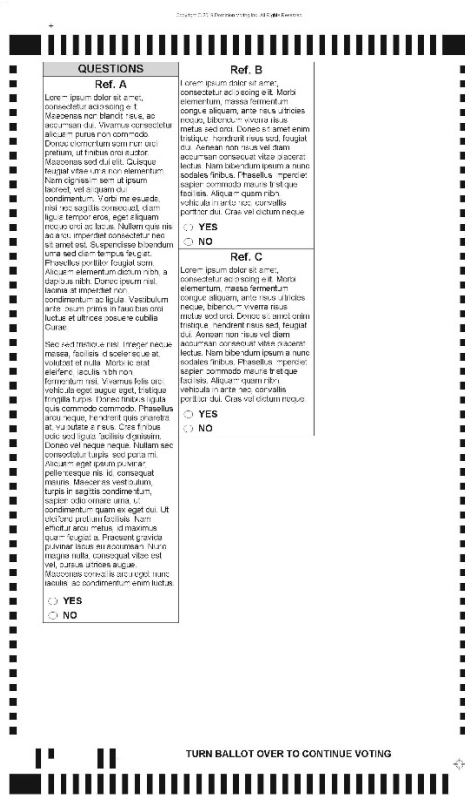 Copyright © 2019 Dominion Voting Inc. All Rights Reserved
QUESTIONS
Ref. A
Lorem ipsum dolor sit amet,
consectetur adipiscing elit.
Maecenas non blandit risus, ac
accumsan dui. Vivamus consectetur
aliquam purus non commodo.
Donec elementum sem non orci
pretium, ut finibus orci auctor.
Maecenas sed dui elit. Quisque
feugiat vitae urna non elementum.
Nam dignissim sem ut ipsum
laoreet, vel aliquam dui
condimentum. Morbi malesuada,
nisi nec sagittis consequat, diam
ligula tempor eros, eget aliquam
neque orci ac lacus. Nullam quis nisi
ac arcu imperdiet consectetur nec
sit amet est. Suspendisse bibendum
urna sed diam tempus feugiat.
Phasellus porttitor feugiat sem.
Aliquam elementum dictum nibh, a
dapibus nibh. Donec ipsum nisl,
lacinia at imperdiet non,
condimentum ac ligula. Vestibulum
ante ipsum primis in faucibus orci
luctus et ultrices posuere cubilia
Curae
Sed sed tristique nisl. Integer neque
massa, facilisis id scelerisque at,
volutpat et nulla. Morbi id erat
eleifend, iaculis nibh non,
fermentum nisi. Vivamus felis orci,
vehicula eget augue eget, tristique
fringilla turpis. Donec finibus ligula
quis commodo commodo. Phasellus
arcu neque, hendrerit quis pharetra
at, vulputate a risus. Cras finibus
odio sed ligula facilisis dignissim.
Donec vel neque neque. Nullam sed
consectetur turpis, sed porta mi.
Aliquam eget ipsum pulvinar,
pellentesque nisi id, consequat
mauris. Maecenas vestibulum,
turpis in sagittis condimentum,
sapien odio ornare urna, ut
condimentum quam ex eget dui. Ut
eleifend pretium facilisis. Nam
efficitur arcu metus, id maximus
quam feugiat a. Praesent gravida
pulvinar lacus eu accumsan. Nunc
magna nulla, consequat vitae est
vel, cursus ultrices augue.
Maecenas convallis arcu eget nunc
iaculis, ac condimentum enim luctus.
YES
NO
Ref. B
Lorem ipsum dolor sit amet,
consectetur adipiscing elit. Morbi
elementum, massa fermentum
congue aliquam, ante risus ultricies
neque, bibendum viverra risus
metus sed orci. Donec sit amet enim
tristique, hendrerit risus sed, feugiat
dui. Aenean non risus vel diam
accumsan consequat vitae placerat
lectus. Nam bibendum ipsum a nunc
sodales finibus. Phasellus imperdiet
sapien commodo mauris tristique
facilisis. Aliquam quam nibh,
vehicula in ante nec, convallis
porttitor dui. Cras vel dictum neque.
YES
NO
Ref. C
Lorem ipsum dolor sit amet,
consectetur adipiscing elit. Morbi
elementum, massa fermentum
congue aliquam, ante risus ultricies
neque, bibendum viverra risus
metus sed orci. Donec sit amet enim
tristique, hendrerit risus sed, feugiat
dui. Aenean non risus vel diam
accumsan consequat vitae placerat
lectus. Nam bibendum ipsum a nunc
sodales finibus. Phasellus imperdiet
sapien commodo mauris tristique
facilisis. Aliquam quam nibh,
vehicula in ante nec, convallis
porttitor dui. Cras vel dictum neque.
YES
NO
TURN BALLOT OVER TO CONTINUE VOTING